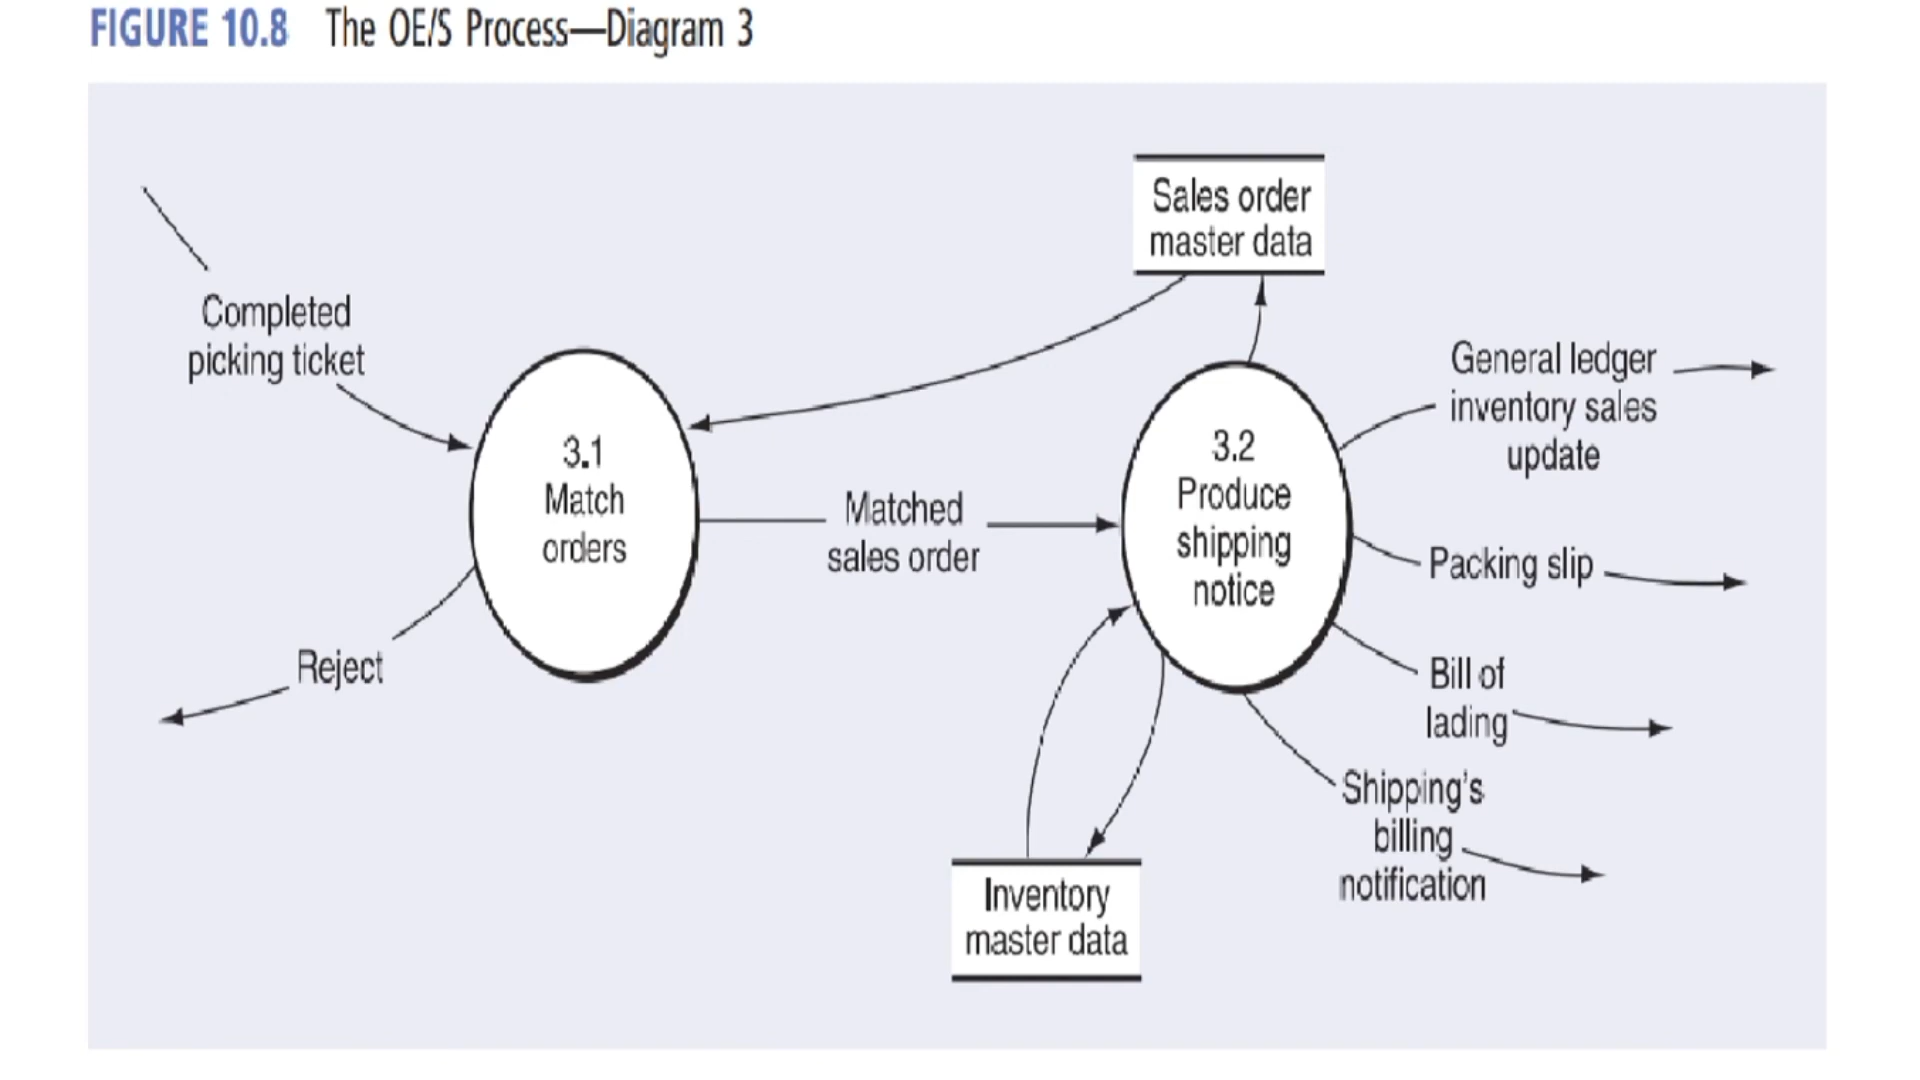 FIGURE 10.8 The OE/S Process—Diagram 3
Sales order
master data
Completed
picking ticket
General ledger
inventory sales
update
3.1
Match
orders
Matched
sales order
3.2
Produce
shipping
notice
Packing slip
Reject
Bill of
lading
Shipping's
billing
notification
Inventory
master data